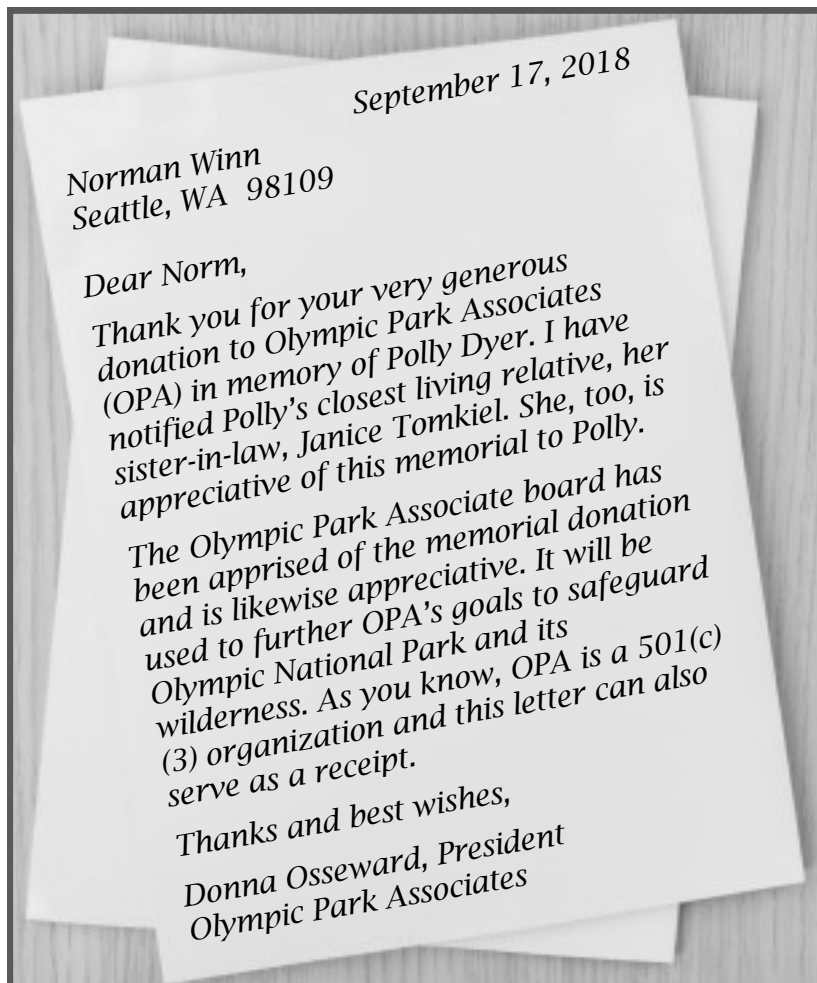 September 17, 2018
Norman Winn
Seattle, WA  98109
Dear Norm,
Thank you for your very generous
donation to Olympic Park Associates
(OPA) in memory of Polly Dyer. I have
notified Polly’s closest living relative, her
sister-in-law, Janice Tomkiel. She, too, is
appreciative of this memorial to Polly.
The Olympic Park Associate board has
been apprised of the memorial donation
and is likewise appreciative. It will be
used to further OPA’s goals to safeguard
Olympic National Park and its
wilderness. As you know, OPA is a 501(c)
(3) organization and this letter can also
serve as a receipt.
Thanks and best wishes,
Donna Osseward, President
Olympic Park Associates